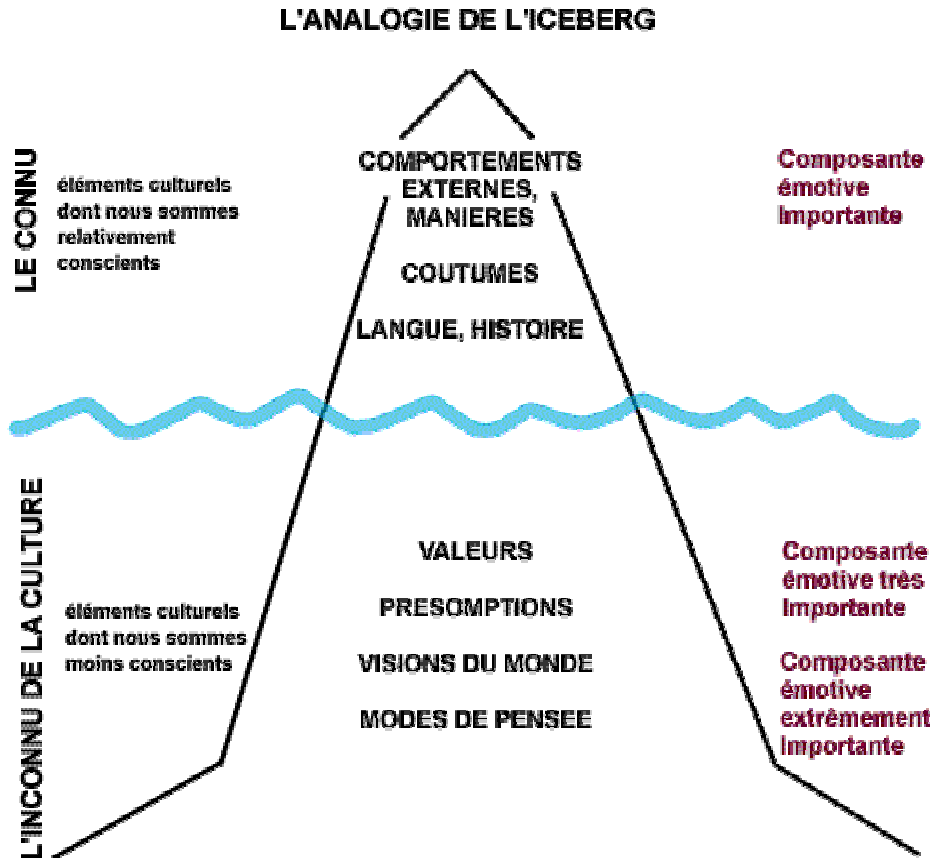 L'ANALOGIE DE L'ICEBERG
LE CONNU
éléments culturels
dont nous sommes
relativement
conscients
COMPORTEMENTS
EXTERNES,
MANIERES
COUTUMES
LANGUE, HISTOIRE
Composante
émotive
Importante
L'INCONNU DE LA CULTURE
éléments culturels
dont nous sommes
moins conscients
VALEURS
PRESOMPTIONS
VISIONS DU MONDE
MODES DE PENSEE
Composante
émotive très
Importante
Composante
émotive
extrêmement
Importante